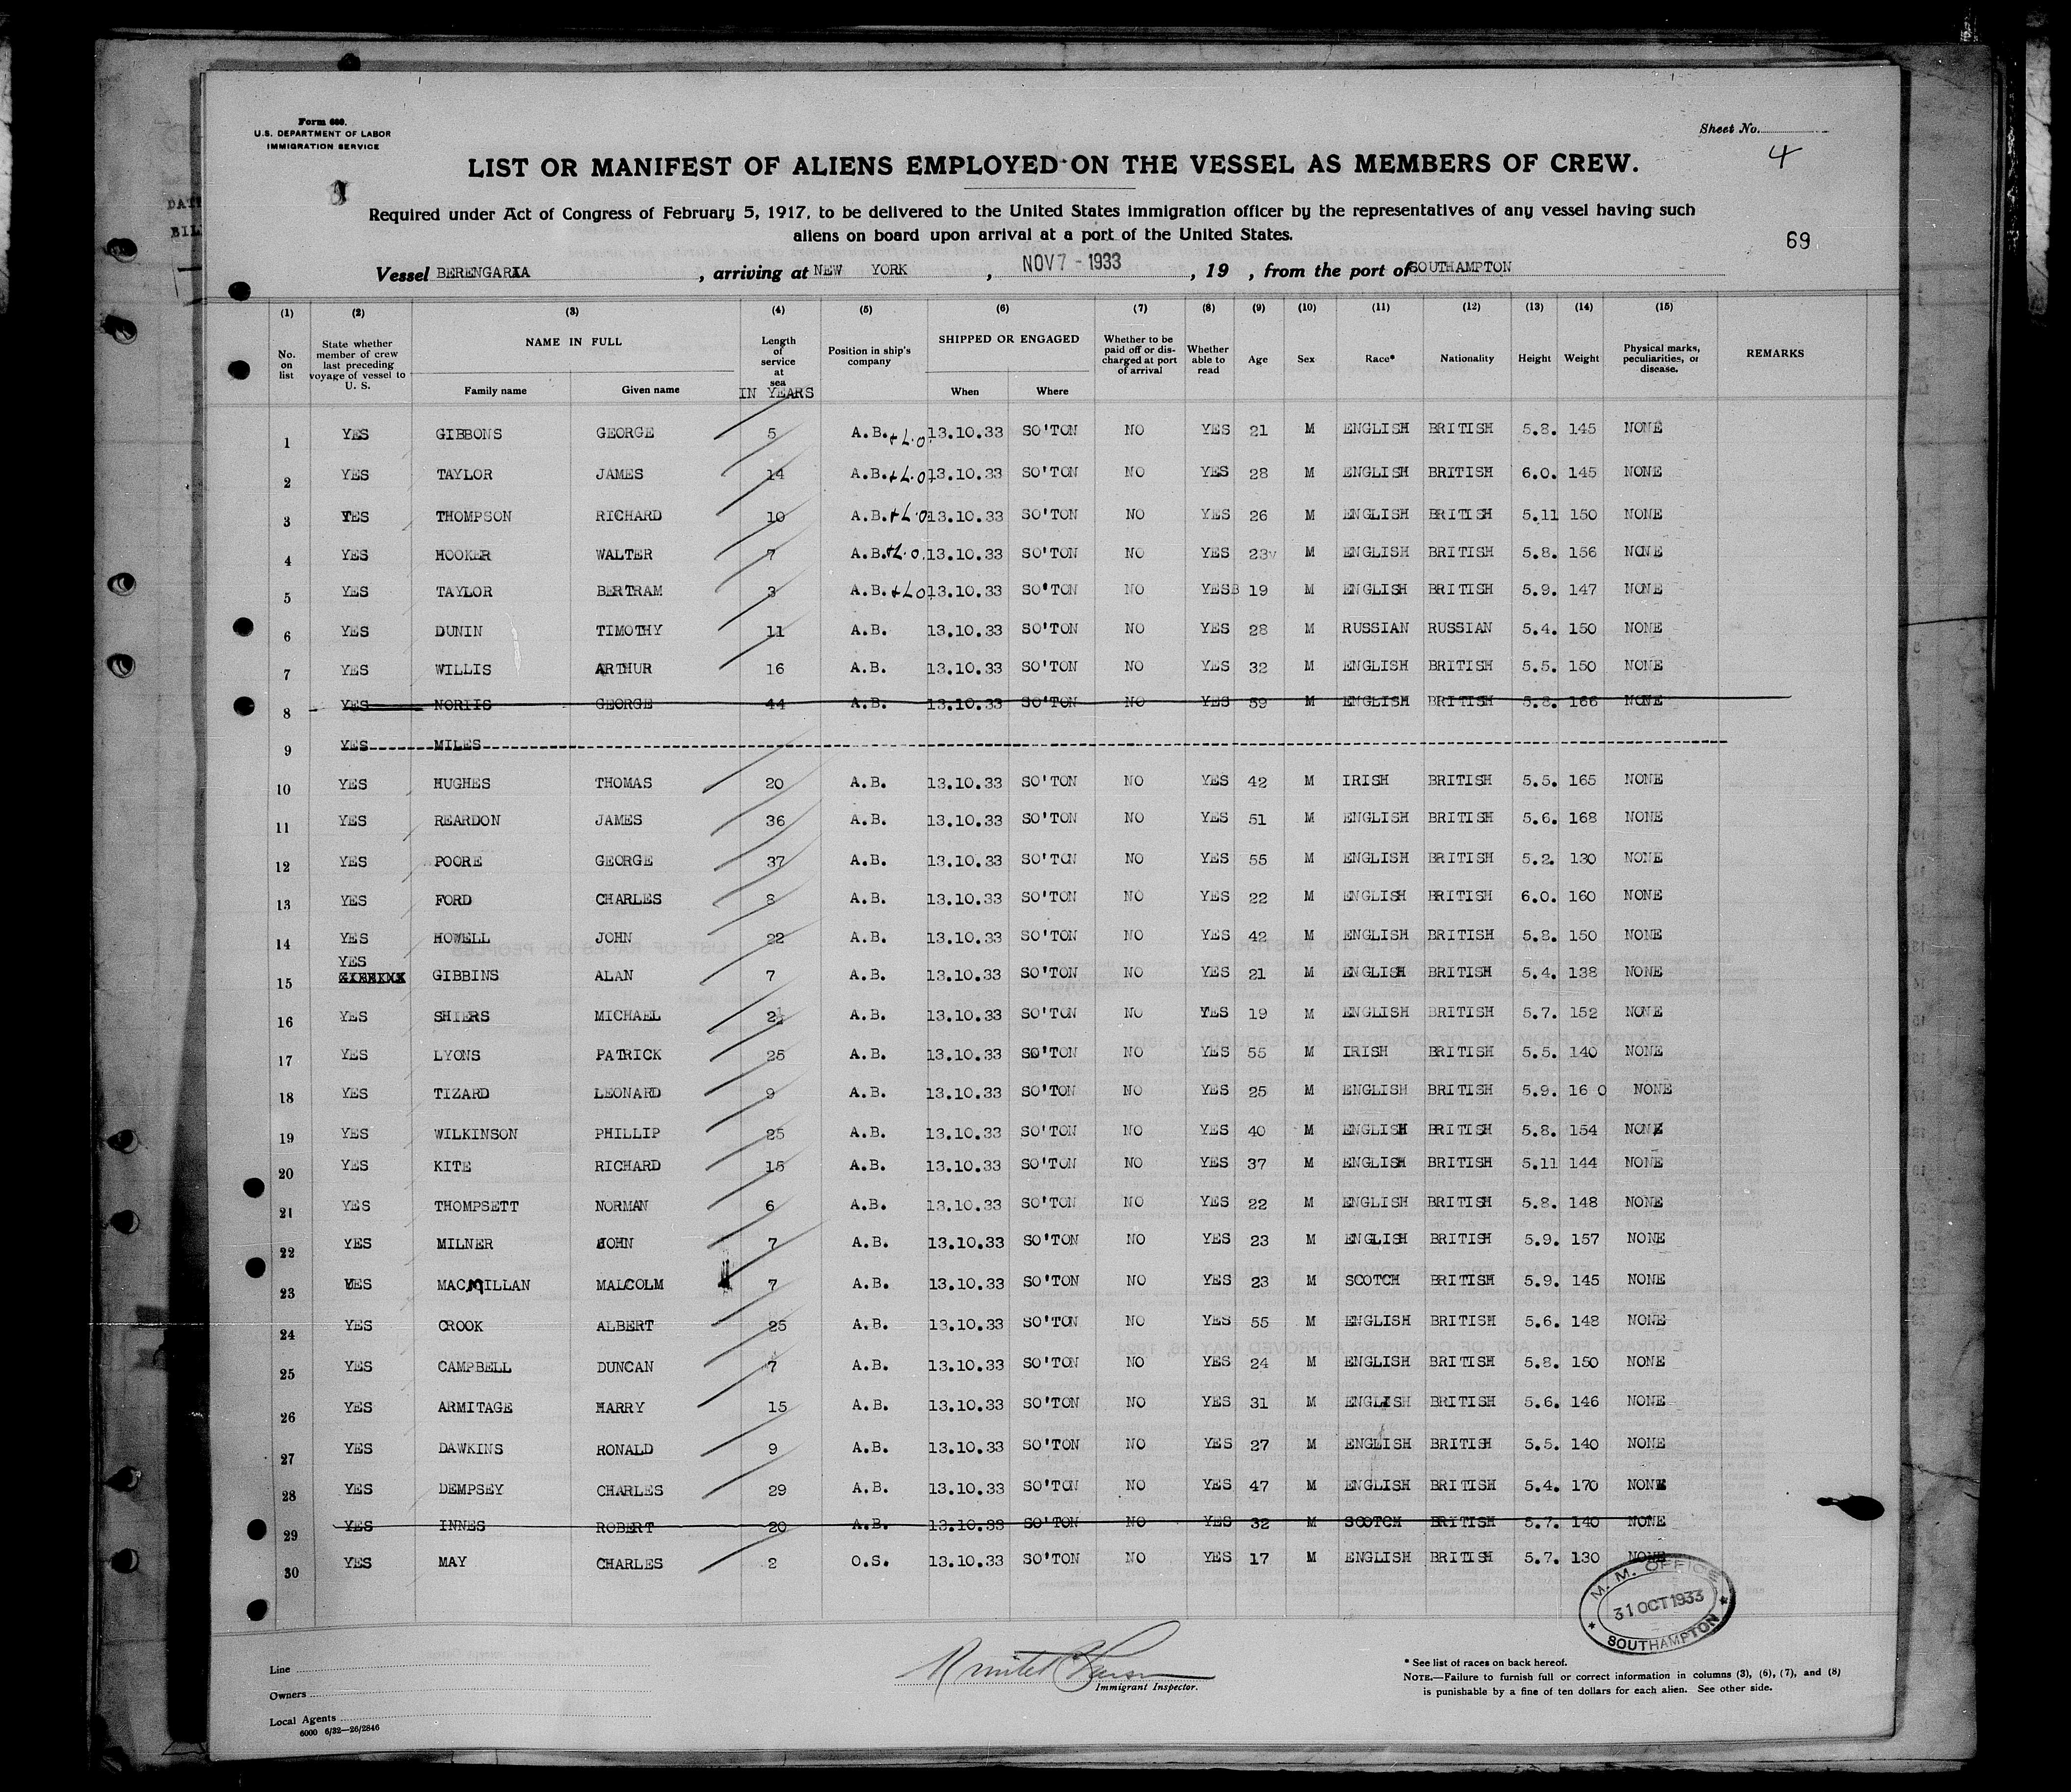 Form 680.
U.S. DEPARTMENT OF LABOR
IMMIGRATION SERVICE
Sheet No.
4
LIST OR MANIFEST OF ALIENS EMPLOYED ON THE VESSEL AS MEMBERS OF CREW.
Required under Act of Congress of February 5, 1917, to be delivered to the United States immigration officer by the representatives of any vessel having such
aliens on board upon arrival at a port of the United States.
69
Vessel BERENGARIA , arriving at NEW YORK , NOV 7 - 1933 , 19 , from the port of SOUTHAMPTON
(1) (2) (3) (4) (5) (6) (7) (8) (9) (10) (11) (12) (13) (14) (15)
No. on list State whether member of crew last preceding voyage of vessel to U. S. NAME IN FULL Family name Given name Length of service at sea IN YEARS Position in ship's company SHIPPED OR ENGAGED When Where Whether to be paid off or discharged at port of arrival Whether able to read Age Sex Race* Nationality Height Weight Physical marks, peculiarities, or disease. REMARKS
1 YES GIBBONS GEORGE 5 A.B. + L.O. 13.10.33 SO'TON NO YES 21 M ENGLISH BRITISH 5.8. 145 NONE
2 YES TAYLOR JAMES 14 A.B. + L.O. 13.10.33 SO'TON NO YES 28 M ENGLISH BRITISH 6.0. 145 NONE
3 YES THOMPSON RICHARD 10 A.B. + L.O. 13.10.33 SO'TON NO YES 26 M ENGLISH BRITISH 5.11 150 NONE
4 YES HOOKER WALTER 7 A.B. + L.O. 13.10.33 SO'TON NO YES 23v M ENGLISH BRITISH 5.8. 156 NONE
5 YES TAYLOR BERTRAM 3 A.B. + L.O. 13.10.33 SO'TON NO YESB 19 M ENGLISH BRITISH 5.9. 147 NONE
6 YES DUNIN TIMOTHY 11 A.B. 13.10.33 SO'TON NO YES 28 M RUSSIAN RUSSIAN 5.4. 150 NONE
7 YES WILLIS ARTHUR 16 A.B. 13.10.33 SO'TON NO YES 32 M ENGLISH BRITISH 5.5. 150 NONE
8 YES NORIIS GEORGE 44 A.B. 13.10.33 SO'TON NO YES 59 M ENGLISH BRITISH 5.8. 166 NONE
9 YES MILES
10 YES HUGHES THOMAS 20 A.B. 13.10.33 SO'TON NO YES 42 M IRISH BRITISH 5.5. 165 NONE
11 YES REARDON JAMES 36 A.B. 13.10.33 SO'TON NO YES 51 M ENGLISH BRITISH 5.6. 168 NONE
12 YES POORE GEORGE 37 A.B. 13.10.33 SO'TON NO YES 55 M ENGLISH BRITISH 5.2. 130 NONE
13 YES FORD CHARLES 8 A.B. 13.10.33 SO'TON NO YES 22 M ENGLISH BRITISH 6.0. 160 NONE
14 YES HOWELL JOHN 22 A.B. 13.10.33 SO'TON NO YES 42 M ENGLISH BRITISH 5.8. 150 NONE
15 YES GIBBINS ALAN 7 A.B. 13.10.33 SO'TON NO YES 21 M ENGLISH BRITISH 5.4. 138 NONE
16 YES SHIERS MICHAEL 2½ A.B. 13.10.33 SO'TON NO YES 19 M ENGLISH BRITISH 5.7. 152 NONE
17 YES LYONS PATRICK 25 A.B. 13.10.33 SO'TON NO YES 55 M IRISH BRITISH 5.5. 140 NONE
18 YES TIZARD LEONARD 9 A.B. 13.10.33 SO'TON NO YES 25 M ENGLISH BRITISH 5.9. 16 0 NONE
19 YES WILKINSON PHILLIP 25 A.B. 13.10.33 SO'TON NO YES 40 M ENGLISH BRITISH 5.8. 154 NONE
20 YES KITE RICHARD 15 A.B. 13.10.33 SO'TON NO YES 37 M ENGLISH BRITISH 5.11 144 NONE
21 YES THOMPSETT NORMAN 6 A.B. 13.10.33 SO'TON NO YES 22 M ENGLISH BRITISH 5.8. 148 NONE
22 YES MILNER JOHN 7 A.B. 13.10.33 SO'TON NO YES 23 M ENGLISH BRITISH 5.9. 157 NONE
23 YES MACMILLAN MALCOLM 7 A.B. 13.10.33 SO'TON NO YES 23 M SCOTCH BRITISH 5.9. 145 NONE
24 YES CROOK ALBERT 25 A.B. 13.10.33 SO'TON NO YES 55 M ENGLISH BRITISH 5.6. 148 NONE
25 YES CAMPBELL DUNCAN 7 A.B. 13.10.33 SO'TON NO YES 24 M ENGLISH BRITISH 5.8. 150 NONE
26 YES ARMITAGE HARRY 15 A.B. 13.10.33 SO'TON NO YES 31 M ENGLISH BRITISH 5.6. 146 NONE
27 YES DAWKINS RONALD 9 A.B. 13.10.33 SO'TON NO YES 27 M ENGLISH BRITISH 5.5. 140 NONE
28 YES DEMPSEY CHARLES 29 A.B. 13.10.33 SO'TON NO YES 47 M ENGLISH BRITISH 5.4. 170 NONE
29 YES INNES ROBERT 20 A.B. 13.10.33 SO'TON NO YES 32 M SCOTCH BRITISH 5.7. 140 NONE
30 YES MAY CHARLES 2 O.S. 13.10.33 SO'TON NO YES 17 M ENGLISH BRITISH 5.7. 130 NONE
M. M. OFFICE
31 OCT 1933
SOUTHAMPTON
Line
Owners
Local Agents
6000 6/32—26/2846
Immigrant Inspector.
* See list of races on back hereof.
NOTE.—Failure to furnish full or correct information in columns (3), (6), (7), and (8)
is punishable by a fine of ten dollars for each alien. See other side.